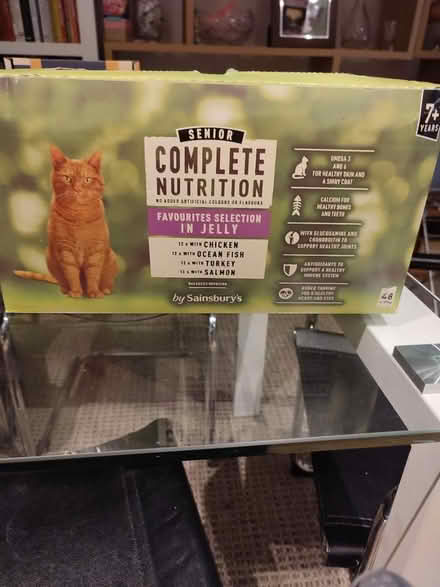 SENIOR
COMPLETE
NUTRITION
NO ADDED ARTIFICIAL COLOURS OR FLAVOURS
FAVOURITES SELECTION
IN JELLY
12 x WITH CHICKEN
12 x WITH OCEAN FISH
12 x WITH TURKEY
12 x WITH SALMON
by Sainsbury's
7+
YEARS
OMEGA 3
AND 6
FOR HEALTHY SKIN AND
A SHINY COAT
CALCIUM FOR
HEALTHY BONES
AND TEETH
WITH GLUCOSAMINE AND
CHONDROITIN TO
SUPPORT HEALTHY JOINTS
ANTIOXIDANTS TO
SUPPORT A HEALTHY
IMMUNE SYSTEM
ADDED TAURINE
FOR A HEALTHY
HEART AND EYES
48